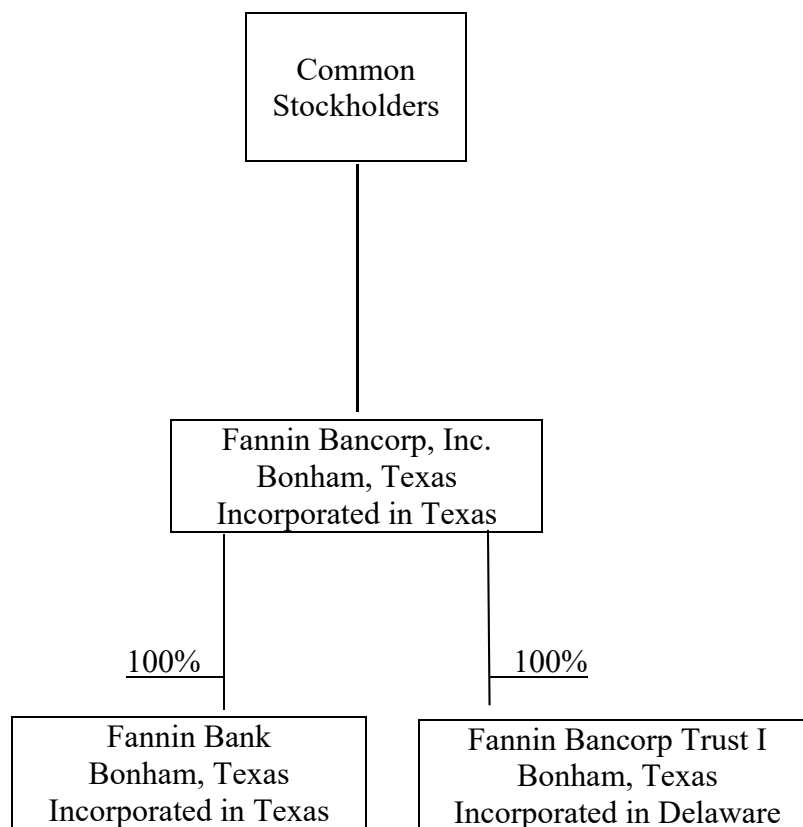 Common
Stockholders
Fannin Bancorp, Inc.
Bonham, Texas
Incorporated in Texas
100%
100%
Fannin Bank
Bonham, Texas
Incorporated in Texas
Fannin Bancorp Trust I
Bonham, Texas
Incorporated in Delaware